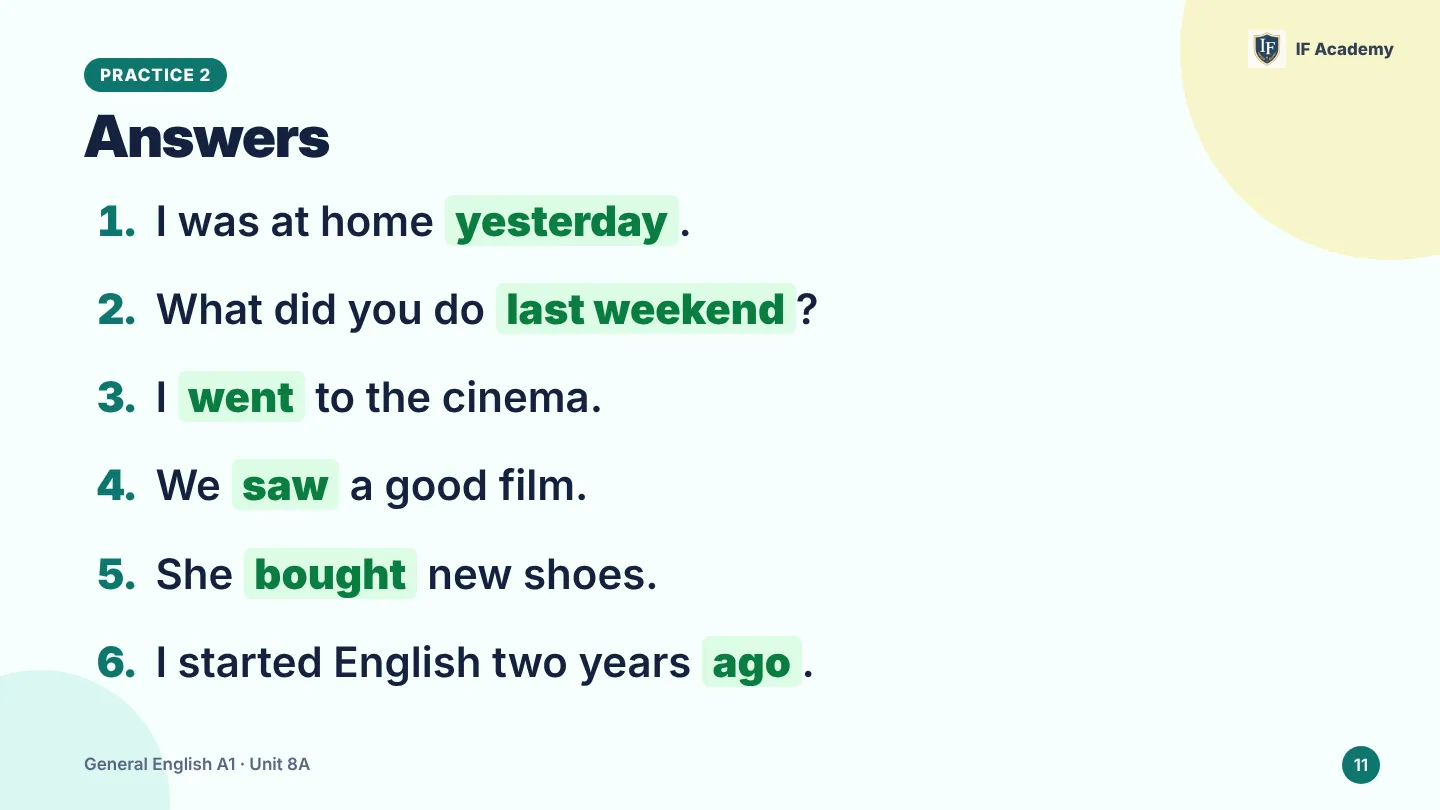 IF
IF Academy
PRACTICE 2
Answers
1. I was at home yesterday.
2. What did you do last weekend?
3. I went to the cinema.
4. We saw a good film.
5. She bought new shoes.
6. I started English two years ago.
General English A1 · Unit 8A
11